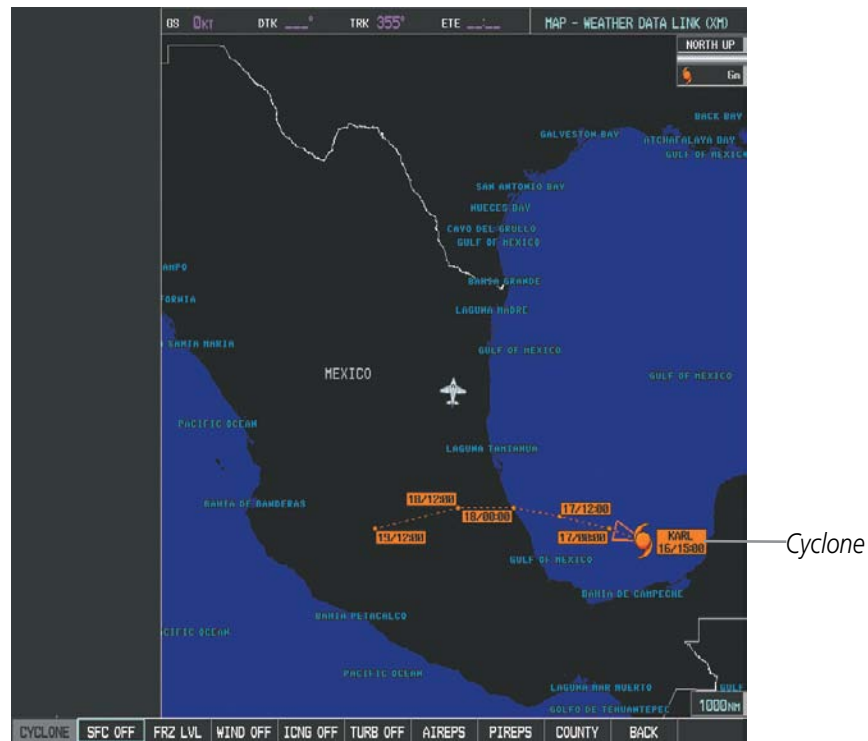 GS 0KT DTK ___° TRK 355° ETE __:__ MAP - WEATHER DATA LINK (XM)
NORTH UP
6m
BACK BAY
GALVESTON BAY
ATCHAFALAYA BAY
GULF OF MEXICO
SAN ANTONIO BAY
NUECES BAY
CAYO DEL GRULLO
GULF OF MEXICO
AMPO
BAHSA GRANDE
FORNIA
LAGUNA MADRE
SANTA MARIA
GULF OF MEXICO
MEXICO
GULF OF MEXICO
PACIFIC OCEAN
LAGUNA TAMIAHUA
BAHIA DE BANDERAS
18/12:00
18/00:00
17/12:00
19/12:00
17/00:00
KARL
16/15:00
Cyclone
GULF OF MEXICO
BAHIA DE CAMPECHE
BAHIA PETACALCO
CIFIC OCEAN
PACIFIC OCEAN
LAGUNA MAR MUERTO
GULF
GOLFO DE TEHUANTEPEC
1000NM
CYCLONE SFC OFF FRZ LVL WIND OFF ICNG OFF TURB OFF AIREPS PIREPS COUNTY BACK